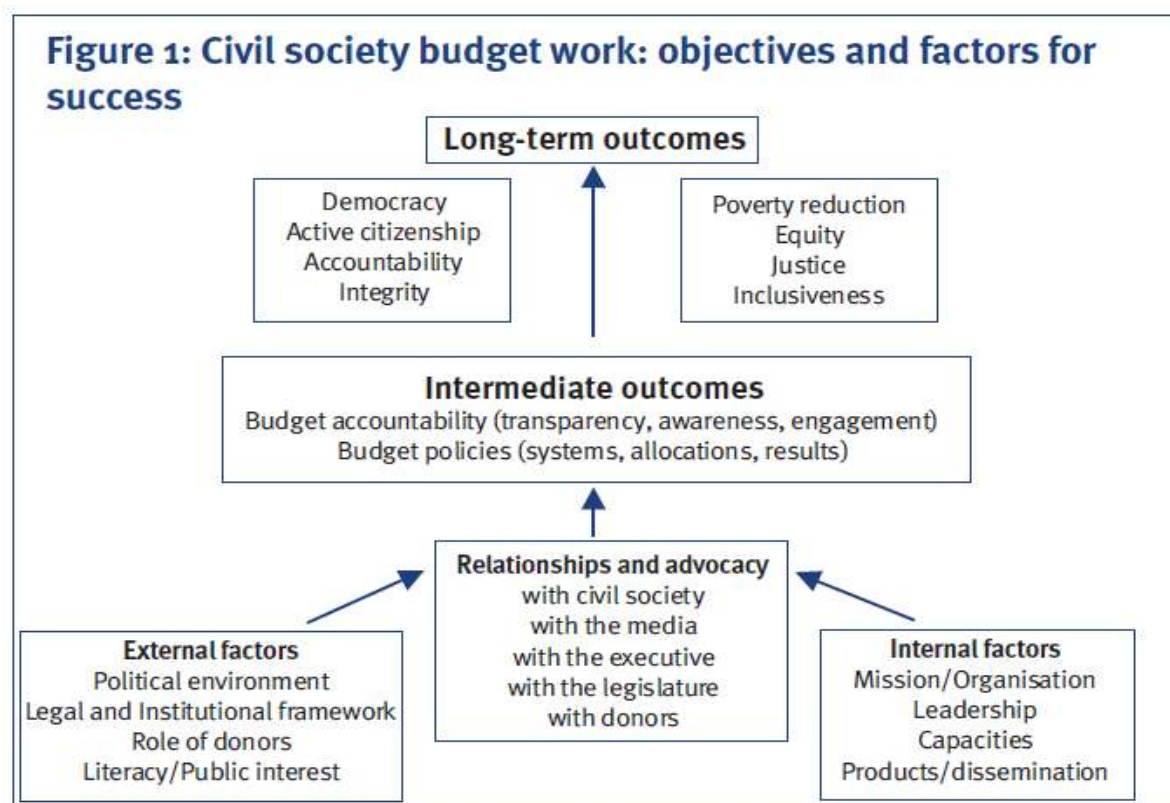 Figure 1: Civil society budget work: objectives and factors for
success
Long-term outcomes
Democracy
Active citizenship
Accountability
Integrity
Poverty reduction
Equity
Justice
Inclusiveness
Intermediate outcomes
Budget accountability (transparency, awareness, engagement)
Budget policies (systems, allocations, results)
Relationships and advocacy
with civil society
with the media
with the executive
with the legislature
with donors
External factors
Political environment
Legal and Institutional framework
Role of donors
Literacy/Public interest
Internal factors
Mission/Organisation
Leadership
Capacities
Products/dissemination